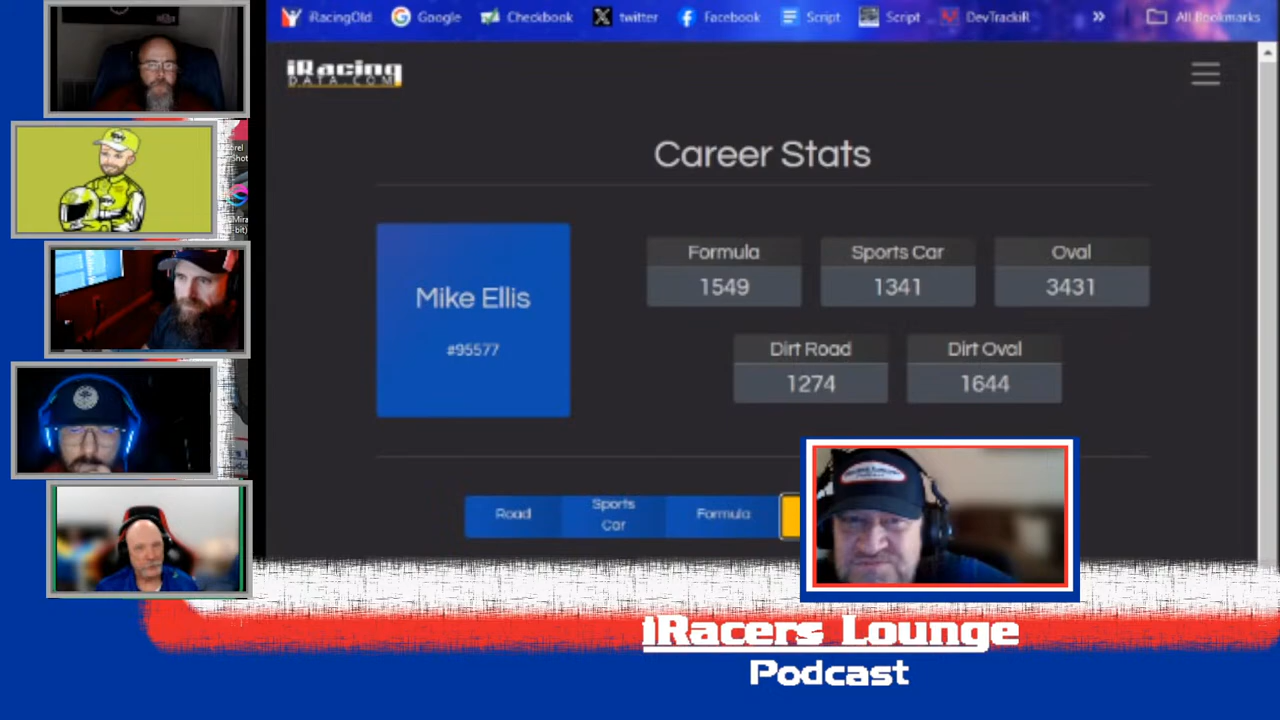 iRacingOld Google Checkbook twitter Facebook Script Script DevTrackiR » All Bookmarks
iRacing
DATA.COM
Career Stats
Mike Ellis
#95577
Formula
1549
Sports Car
1341
Oval
3431
Dirt Road
1274
Dirt Oval
1644
Road
Sports
Car
Formula
iRacers Lounge
Podcast